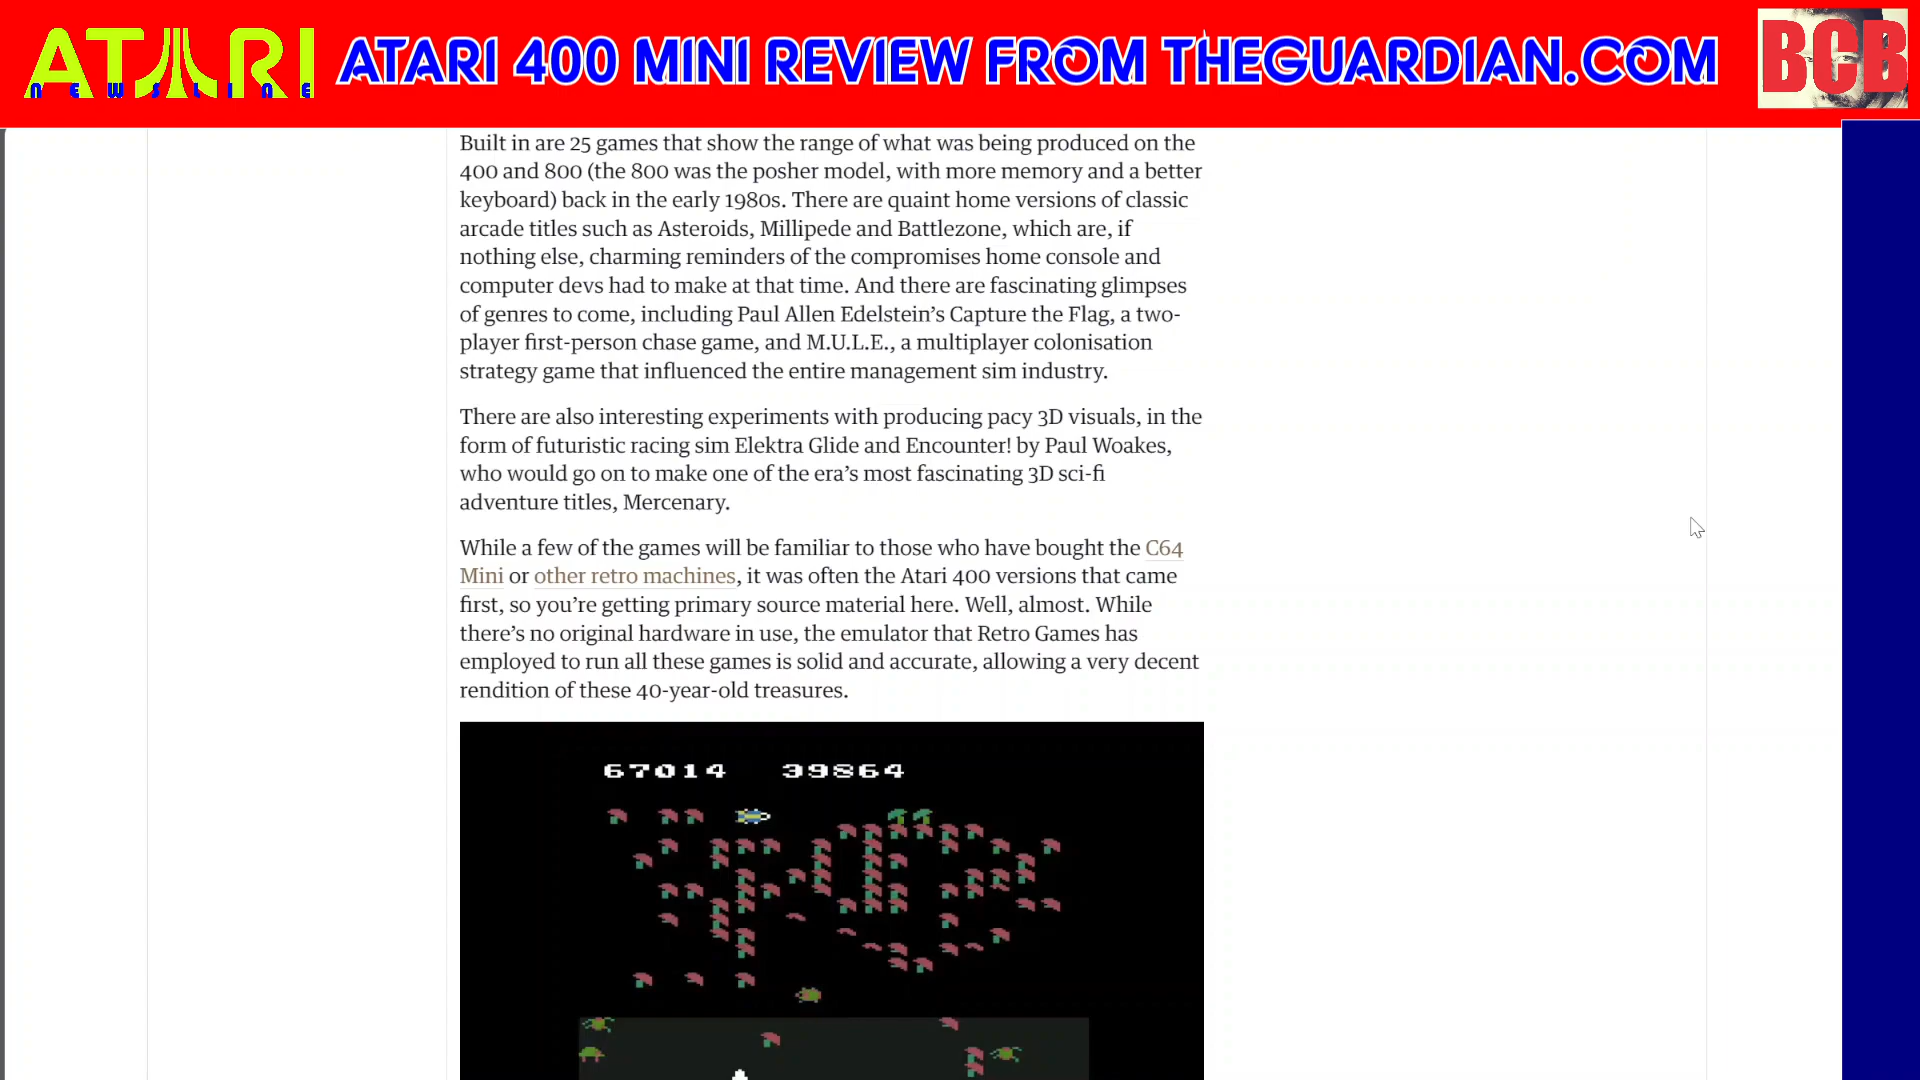 ATARI
NEWSLINE
ATARI 400 MINI REVIEW FROM THEGUARDIAN.COM
BCB
Built in are 25 games that show the range of what was being produced on the
400 and 800 (the 800 was the posher model, with more memory and a better
keyboard) back in the early 1980s. There are quaint home versions of classic
arcade titles such as Asteroids, Millipede and Battlezone, which are, if
nothing else, charming reminders of the compromises home console and
computer devs had to make at that time. And there are fascinating glimpses
of genres to come, including Paul Allen Edelstein’s Capture the Flag, a two-
player first-person chase game, and M.U.L.E., a multiplayer colonisation
strategy game that influenced the entire management sim industry.
There are also interesting experiments with producing pacy 3D visuals, in the
form of futuristic racing sim Elektra Glide and Encounter! by Paul Woakes,
who would go on to make one of the era’s most fascinating 3D sci-fi
adventure titles, Mercenary.
While a few of the games will be familiar to those who have bought the C64
Mini or other retro machines, it was often the Atari 400 versions that came
first, so you’re getting primary source material here. Well, almost. While
there’s no original hardware in use, the emulator that Retro Games has
employed to run all these games is solid and accurate, allowing a very decent
rendition of these 40-year-old treasures.
67014 39864